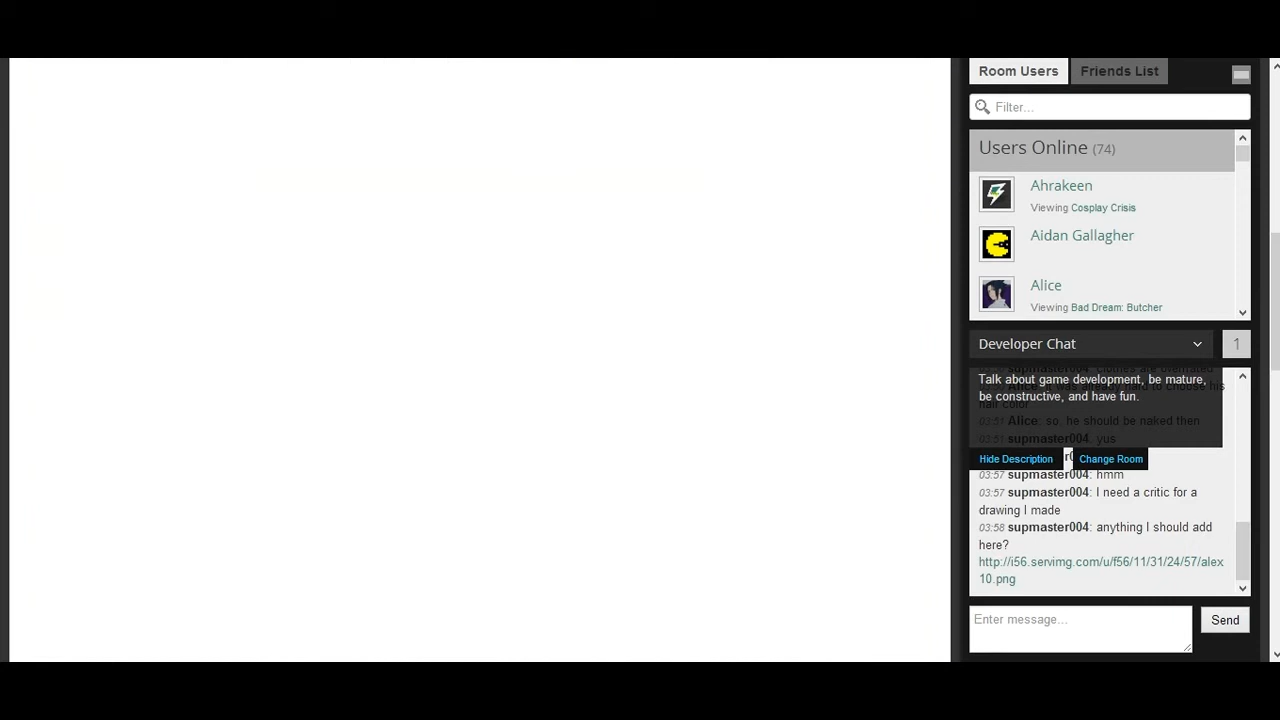 Room Users
Friends List
Filter...
Users Online (74)
Ahrakeen
Viewing Cosplay Crisis
Aidan Gallagher
Alice
Viewing Bad Dream: Butcher
Developer Chat
1
Talk about game development, be mature,
be constructive, and have fun.
hair color
03:51 Alice: so, he should be naked then
03:51 supmaster004: yus
Hide Description
Change Room
03:57 supmaster004: hmm
03:57 supmaster004: I need a critic for a
drawing I made
03:58 supmaster004: anything I should add
here?
http://i56.servimg.com/u/f56/11/31/24/57/alex
10.png
Enter message...
Send